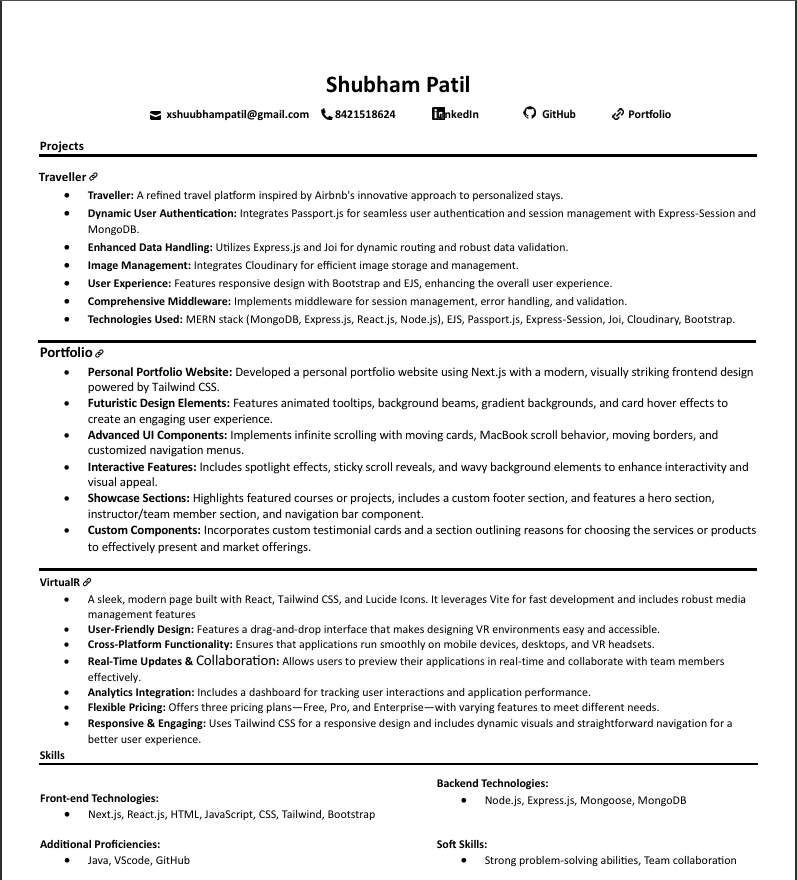 Shubham Patil
xshuubhampatil@gmail.com 8421518624 LinkedIn GitHub Portfolio
Projects
Traveller
• Traveller: A refined travel platform inspired by Airbnb's innovative approach to personalized stays.
• Dynamic User Authentication: Integrates Passport.js for seamless user authentication and session management with Express-Session and
MongoDB.
• Enhanced Data Handling: Utilizes Express.js and Joi for dynamic routing and robust data validation.
• Image Management: Integrates Cloudinary for efficient image storage and management.
• User Experience: Features responsive design with Bootstrap and EJS, enhancing the overall user experience.
• Comprehensive Middleware: Implements middleware for session management, error handling, and validation.
• Technologies Used: MERN stack (MongoDB, Express.js, React.js, Node.js), EJS, Passport.js, Express-Session, Joi, Cloudinary, Bootstrap.
Portfolio
• Personal Portfolio Website: Developed a personal portfolio website using Next.js with a modern, visually striking frontend design
powered by Tailwind CSS.
• Futuristic Design Elements: Features animated tooltips, background beams, gradient backgrounds, and card hover effects to
create an engaging user experience.
• Advanced UI Components: Implements infinite scrolling with moving cards, MacBook scroll behavior, moving borders, and
customized navigation menus.
• Interactive Features: Includes spotlight effects, sticky scroll reveals, and wavy background elements to enhance interactivity and
visual appeal.
• Showcase Sections: Highlights featured courses or projects, includes a custom footer section, and features a hero section,
instructor/team member section, and navigation bar component.
• Custom Components: Incorporates custom testimonial cards and a section outlining reasons for choosing the services or products
to effectively present and market offerings.
VirtualR
• A sleek, modern page built with React, Tailwind CSS, and Lucide Icons. It leverages Vite for fast development and includes robust media
management features
• User-Friendly Design: Features a drag-and-drop interface that makes designing VR environments easy and accessible.
• Cross-Platform Functionality: Ensures that applications run smoothly on mobile devices, desktops, and VR headsets.
• Real-Time Updates & Collaboration: Allows users to preview their applications in real-time and collaborate with team members
effectively.
• Analytics Integration: Includes a dashboard for tracking user interactions and application performance.
• Flexible Pricing: Offers three pricing plans—Free, Pro, and Enterprise—with varying features to meet different needs.
• Responsive & Engaging: Uses Tailwind CSS for a responsive design and includes dynamic visuals and straightforward navigation for a
better user experience.
Skills
Front-end Technologies:
• Next.js, React.js, HTML, JavaScript, CSS, Tailwind, Bootstrap
Backend Technologies:
• Node.js, Express.js, Mongoose, MongoDB
Additional Proficiencies:
• Java, VScode, GitHub
Soft Skills:
• Strong problem-solving abilities, Team collaboration